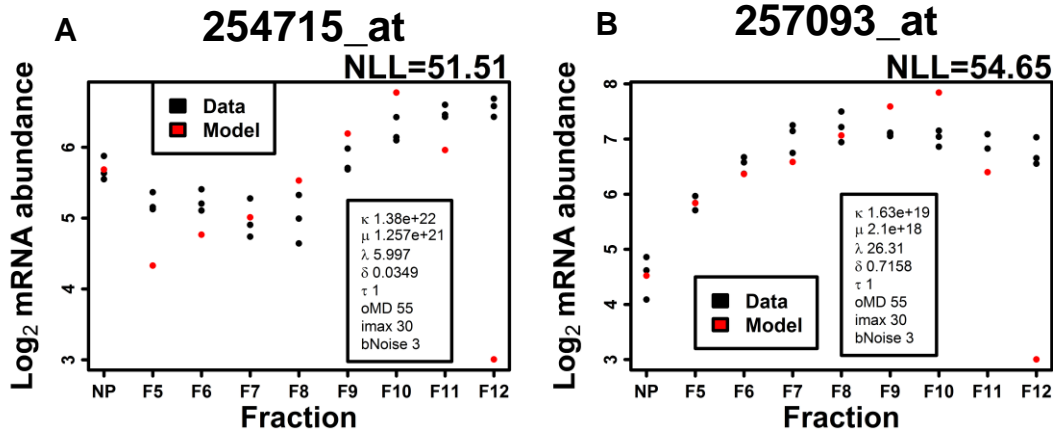 A
254715_at
NLL=51.51
Log₂ mRNA abundance
6
5
4
3
Data
Model
κ 1.38e+22
μ 1.257e+21
λ 5.997
δ 0.0349
τ 1
oMD 55
imax 30
bNoise 3
NP F5 F6 F7 F8 F9 F10 F11 F12
Fraction
B
257093_at
NLL=54.65
Log₂ mRNA abundance
8
7
6
5
4
3
κ 1.63e+19
μ 2.1e+18
λ 26.31
δ 0.7158
τ 1
oMD 55
imax 30
bNoise 3
Data
Model
NP F5 F6 F7 F8 F9 F10 F11 F12
Fraction